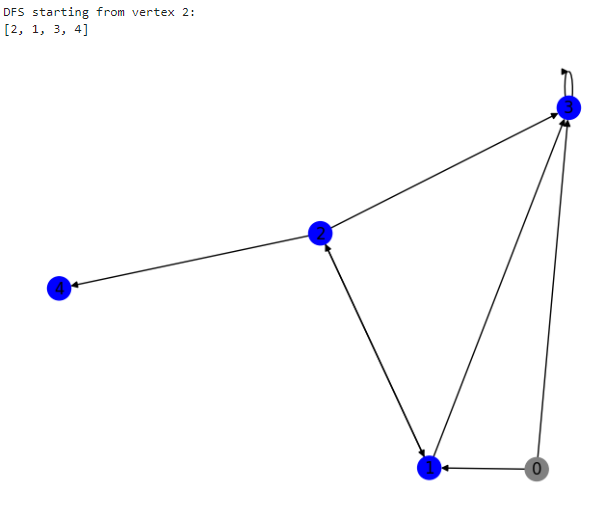 DFS starting from vertex 2:
[2, 1, 3, 4]
3
2
4
1
0